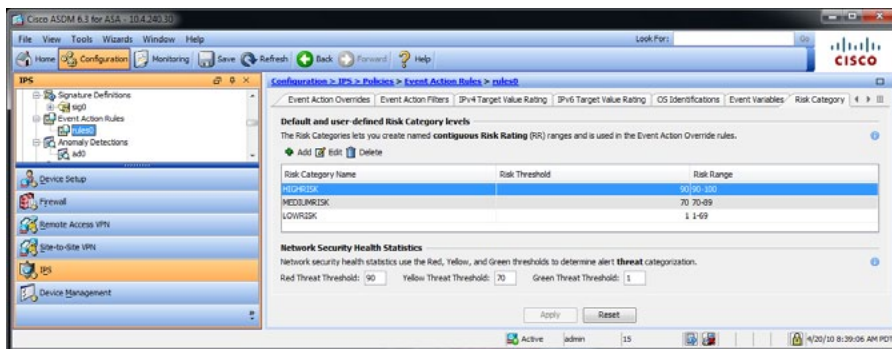 Cisco ASDM 6.3 for ASA - 10.4.240.30
File View Tools Wizards Window Help
Look For:
Go
Home Configuration Monitoring Save Refresh Back Forward Help
CISCO
IPS
Signature Definitions
sig0
Event Action Rules
rules0
Anomaly Detections
ad0
Device Setup
Firewall
Remote Access VPN
Site-to-Site VPN
IPS
Device Management
Configuration > IPS > Policies > Event Action Rules > rules0
Event Action Overrides Event Action Filters IPv4 Target Value Rating IPv6 Target Value Rating OS Identifications Event Variables Risk Category
Default and user-defined Risk Category levels
The Risk Categories lets you create named contiguous Risk Rating (RR) ranges and is used in the Event Action Override rules.
Add Edit Delete
Risk Category Name Risk Threshold Risk Range
HIGHRISK 90 90-100
MEDIUMRISK 70 70-89
LOWRISK 1 1-69
Network Security Health Statistics
Network security health statistics use the Red, Yellow, and Green thresholds to determine alert threat categorization.
Red Threat Threshold: 90 Yellow Threat Threshold: 70 Green Threat Threshold: 1
Apply Reset
Active admin 15 4/20/10 8:39:06 AM PDT